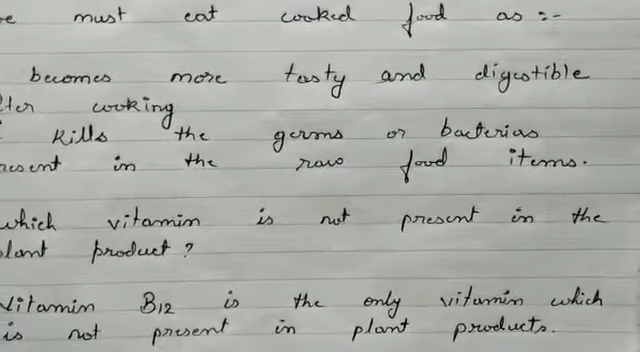 e must eat cooked food as :-
becomes more tasty and digestible
ter cooking
kills the germs or bacterias
resent in the raw food items.
which vitamin is not present in the
plant product?
Vitamin B12 is the only vitamin which
is not present in plant products.